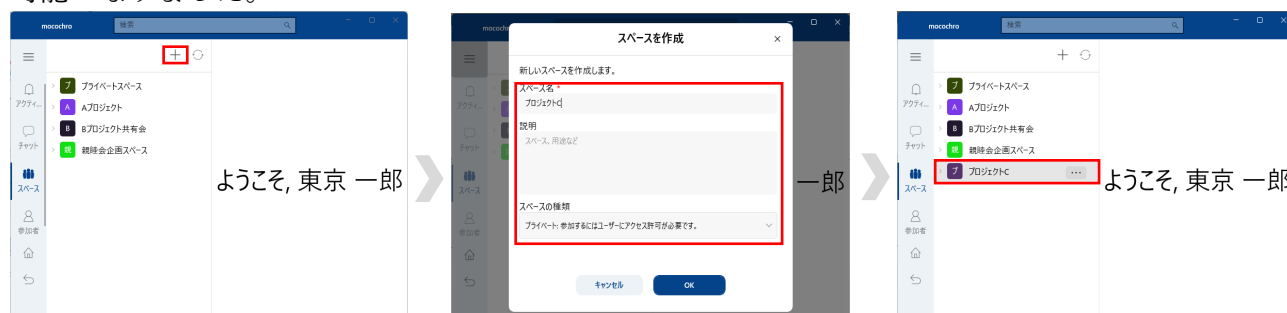 mocochro
検索
アクティ...
チャット
スペース
参加者
プ プライベートスペース
A Aプロジェクト
B Bプロジェクト共有会
親 親睦会企画スペース
ようこそ, 東京 一郎
スペースを作成
新しいスペースを作成します。
スペース名 *
プロジェクトC
説明
スペース, 用途など
スペースの種類
プライベート: 参加するにはユーザーにアクセス許可が必要です。
キャンセル
OK
一郎
mocochro
検索
アクティ...
チャット
スペース
参加者
プ プライベートスペース
A Aプロジェクト
B Bプロジェクト共有会
親 親睦会企画スペース
プ プロジェクトC
ようこそ, 東京 一郎